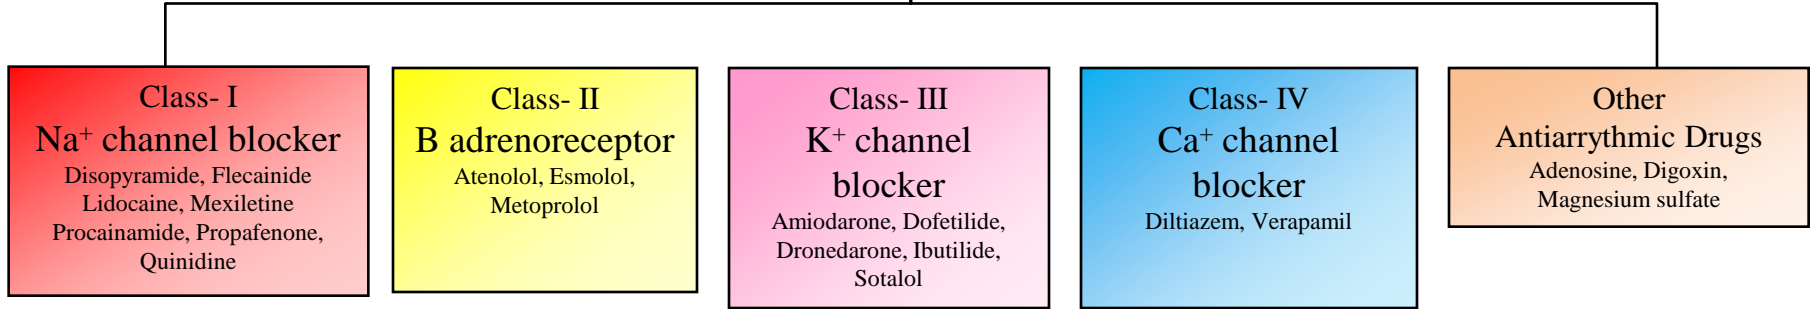 Class- I
Na⁺ channel blocker
Disopyramide, Flecainide
Lidocaine, Mexiletine
Procainamide, Propafenone,
Quinidine
Class- II
B adrenoreceptor
Atenolol, Esmolol,
Metoprolol
Class- III
K⁺ channel
blocker
Amiodarone, Dofetilide,
Dronedarone, Ibutilide,
Sotalol
Class- IV
Ca⁺ channel
blocker
Diltiazem, Verapamil
Other
Antiarrythmic Drugs
Adenosine, Digoxin,
Magnesium sulfate